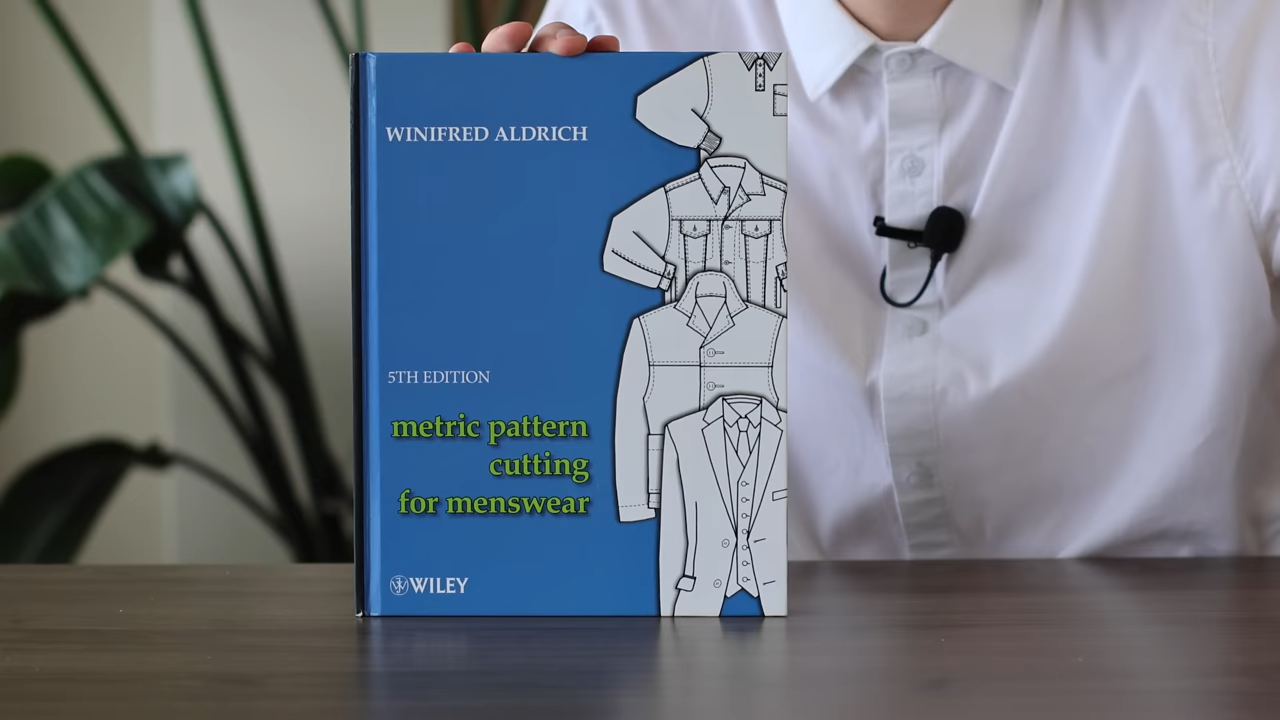 WINIFRED ALDRICH
5TH EDITION
metric pattern
cutting
for menswear
WILEY